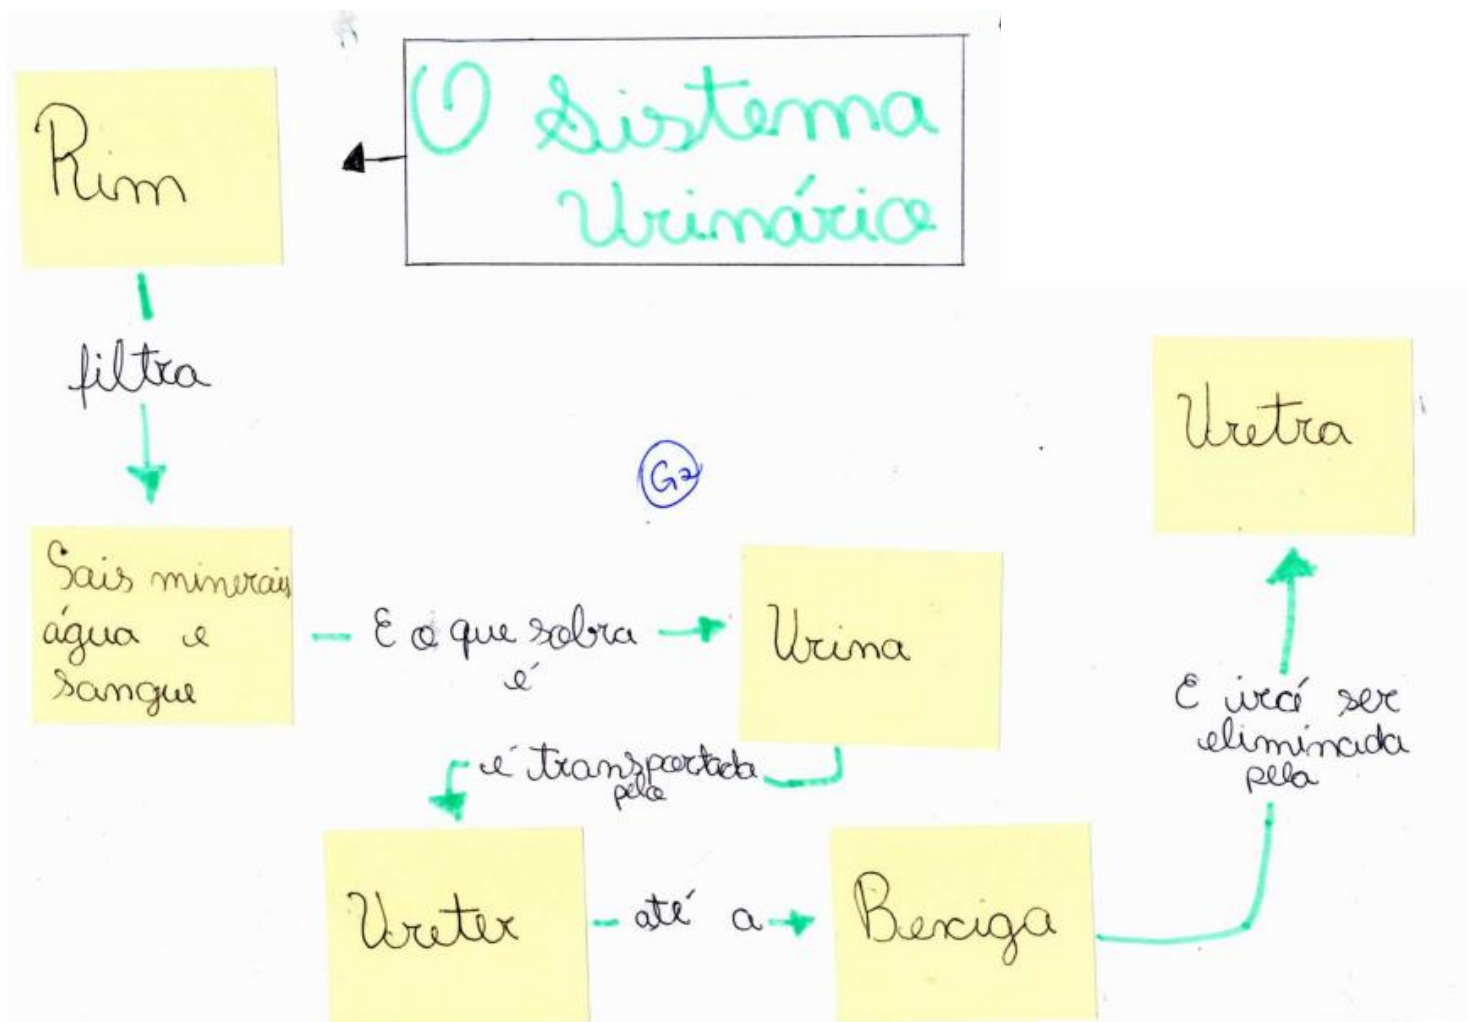 O Sistema
Urinário
Rim
filtra
Sais minerais
água e
sangue
E o que sobra
é
Urina
é transportada
pelo
Ureter
até a
Bexiga
E irá ser
eliminada
pela
Uretra
G2